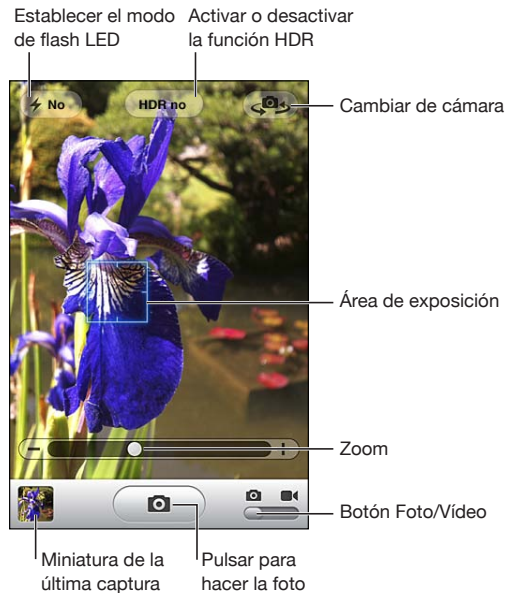 Establecer el modo
de flash LED
Activar o desactivar
la función HDR
No
HDR no
Cambiar de cámara
Área de exposición
Zoom
Botón Foto/Vídeo
Miniatura de la
última captura
Pulsar para
hacer la foto